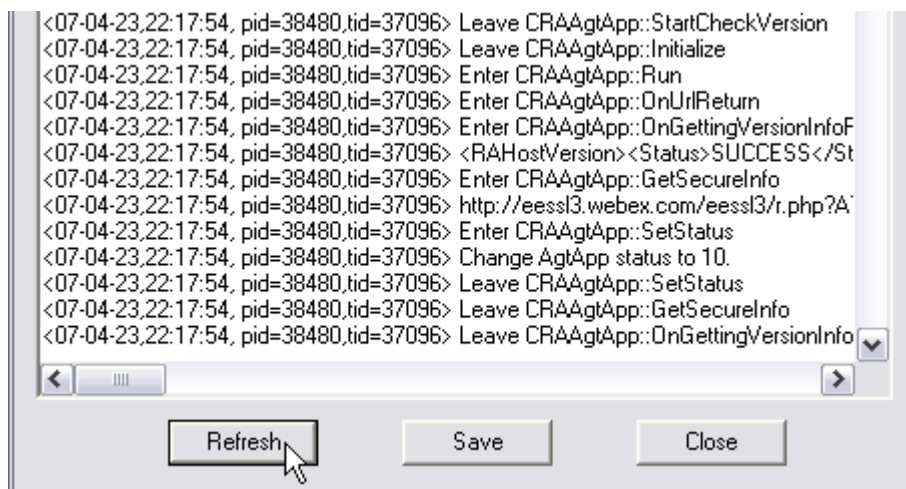 <07-04-23,22:17:54, pid=38480,tid=37096> Leave CRAAgtApp::StartCheckVersion
<07-04-23,22:17:54, pid=38480,tid=37096> Leave CRAAgtApp::Initialize
<07-04-23,22:17:54, pid=38480,tid=37096> Enter CRAAgtApp::Run
<07-04-23,22:17:54, pid=38480,tid=37096> Enter CRAAgtApp::OnUrlReturn
<07-04-23,22:17:54, pid=38480,tid=37096> Enter CRAAgtApp::OnGettingVersionInfoF
<07-04-23,22:17:54, pid=38480,tid=37096> <RAHostVersion><Status>SUCCESS</St
<07-04-23,22:17:54, pid=38480,tid=37096> Enter CRAAgtApp::GetSecureInfo
<07-04-23,22:17:54, pid=38480,tid=37096> http://eessl3.webex.com/eessl3/r.php?A
<07-04-23,22:17:54, pid=38480,tid=37096> Enter CRAAgtApp::SetStatus
<07-04-23,22:17:54, pid=38480,tid=37096> Change AgtApp status to 10.
<07-04-23,22:17:54, pid=38480,tid=37096> Leave CRAAgtApp::SetStatus
<07-04-23,22:17:54, pid=38480,tid=37096> Leave CRAAgtApp::GetSecureInfo
<07-04-23,22:17:54, pid=38480,tid=37096> Leave CRAAgtApp::OnGettingVersionInfo
Refresh Save Close